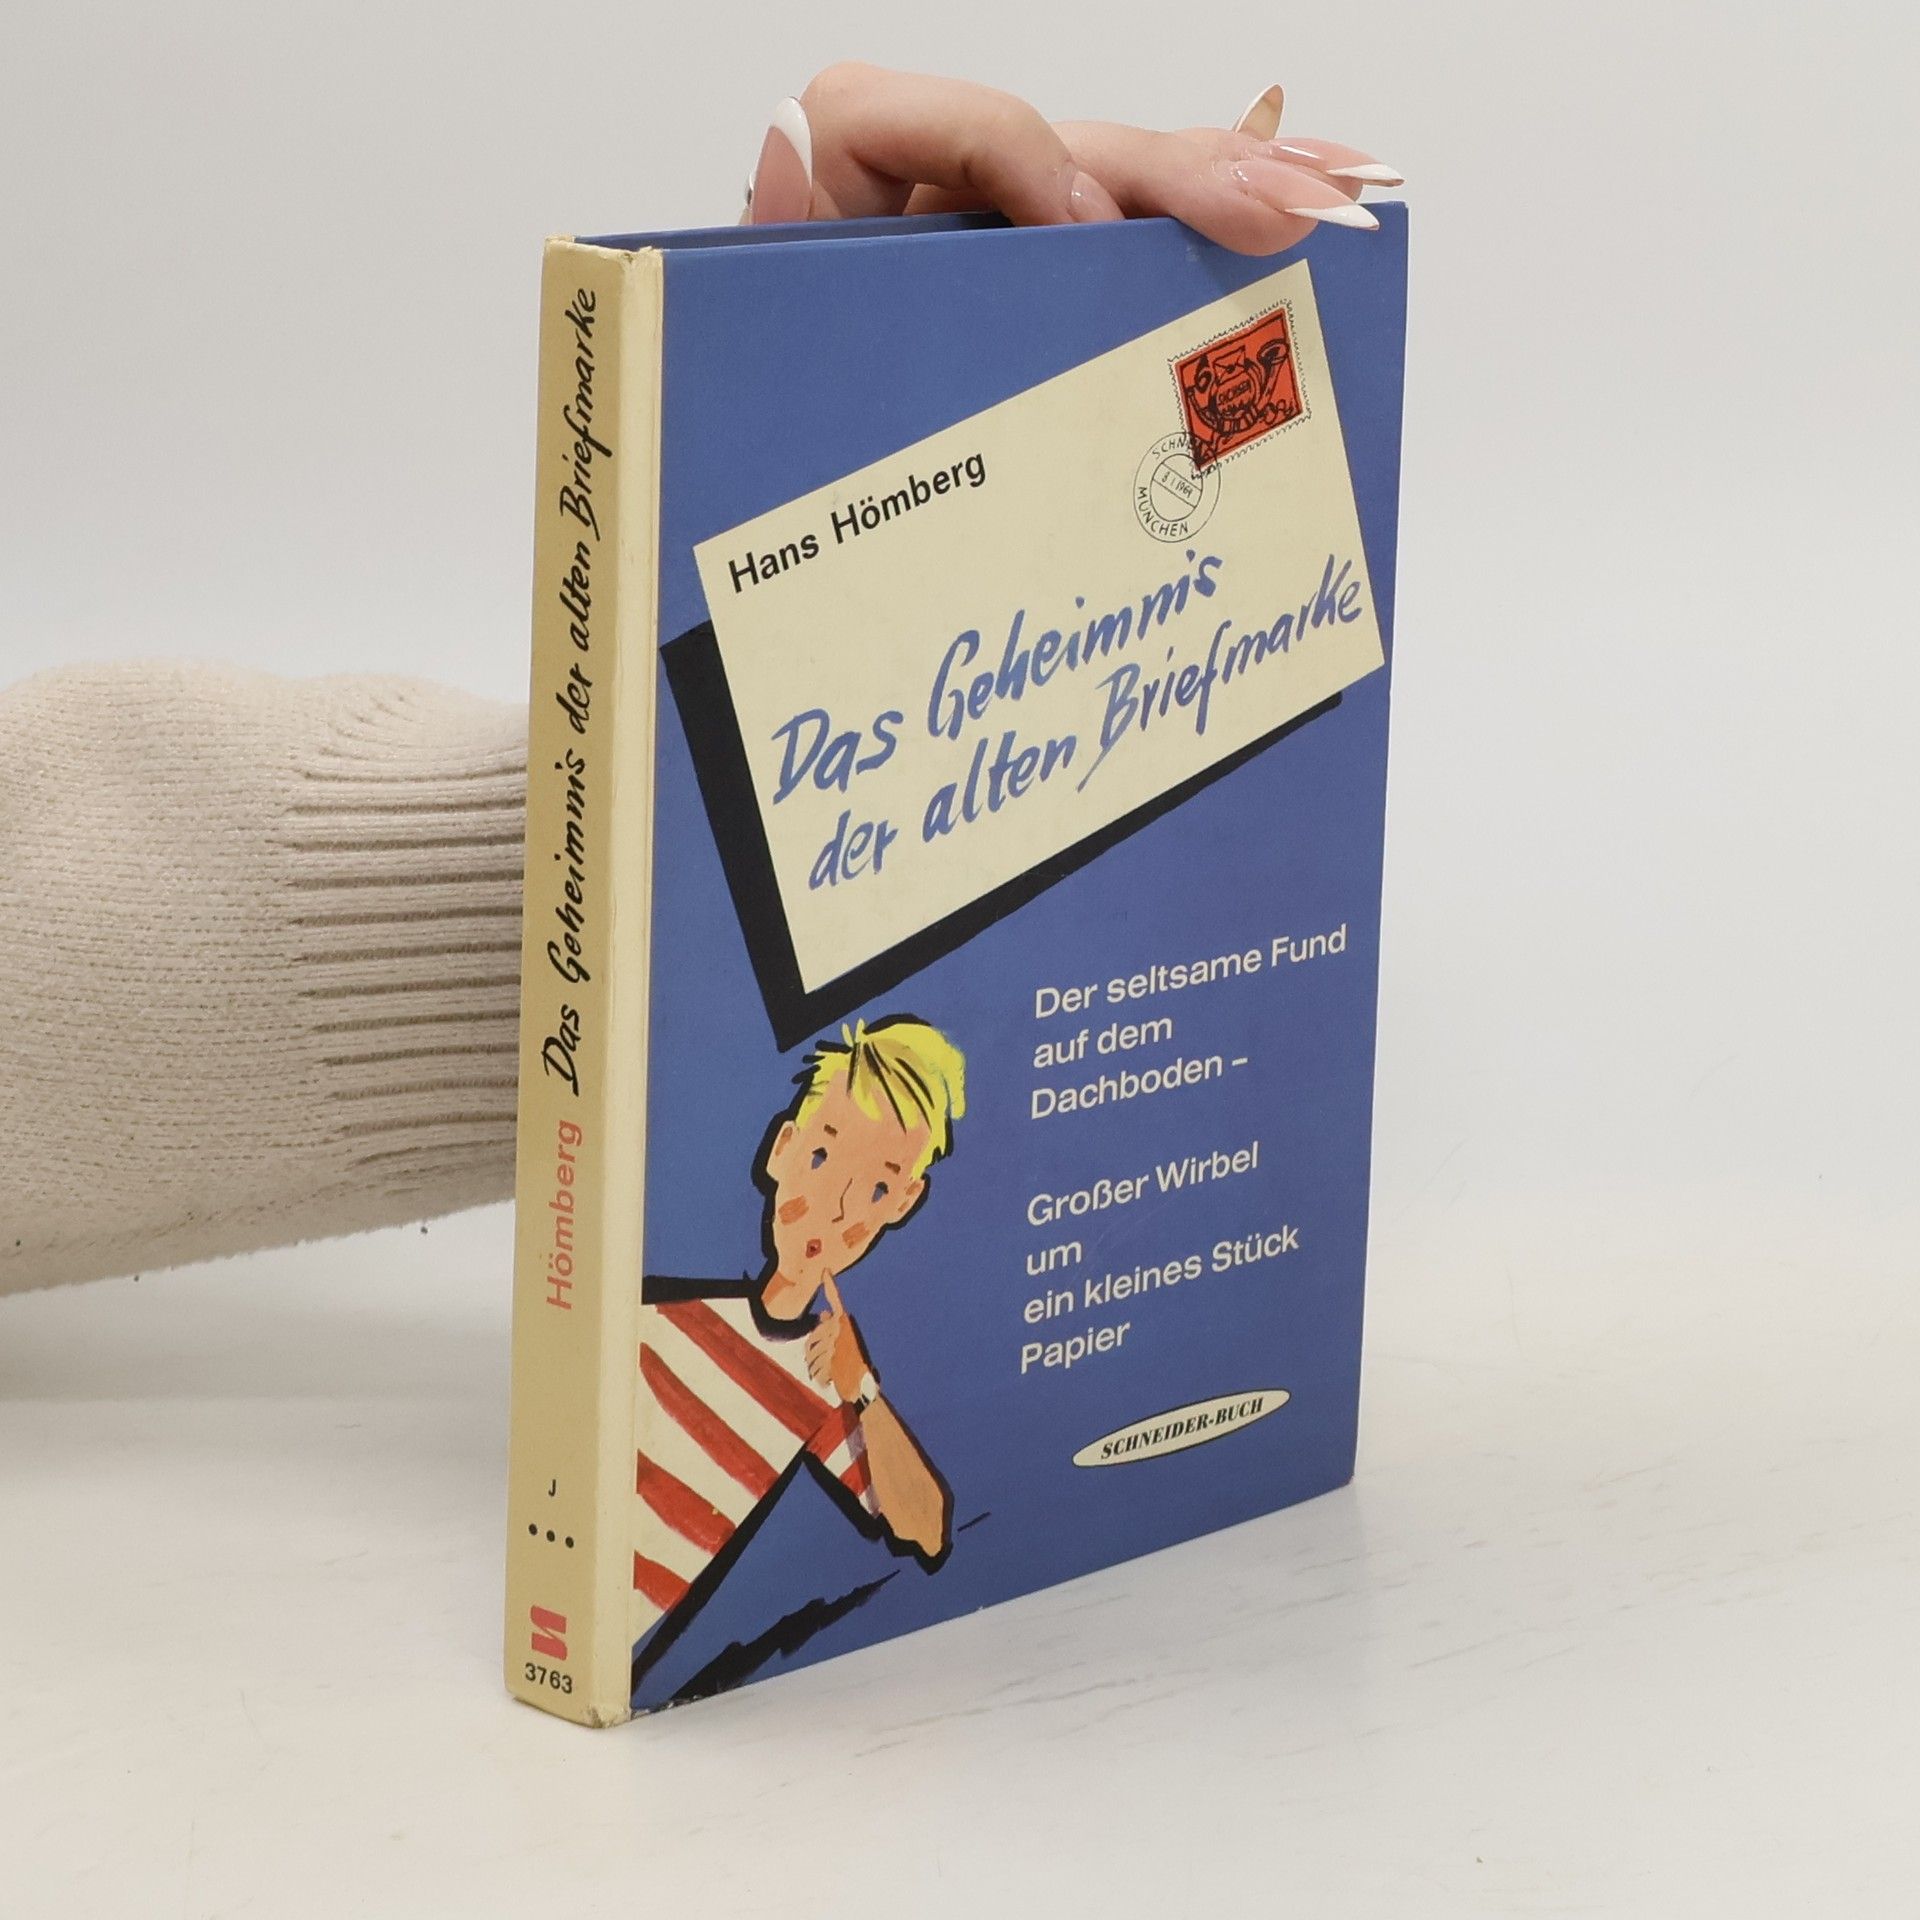 Das Geheimnis der alten Briefmarke
Hömberg
J
3763
Hans Hömberg
Das Geheimnis
der alten Briefmarke
MÜNCHEN
Der seltsame Fund
auf dem
Dachboden –
Großer Wirbel
um
ein kleines Stück
Papier
SCHNEIDER-BUCH